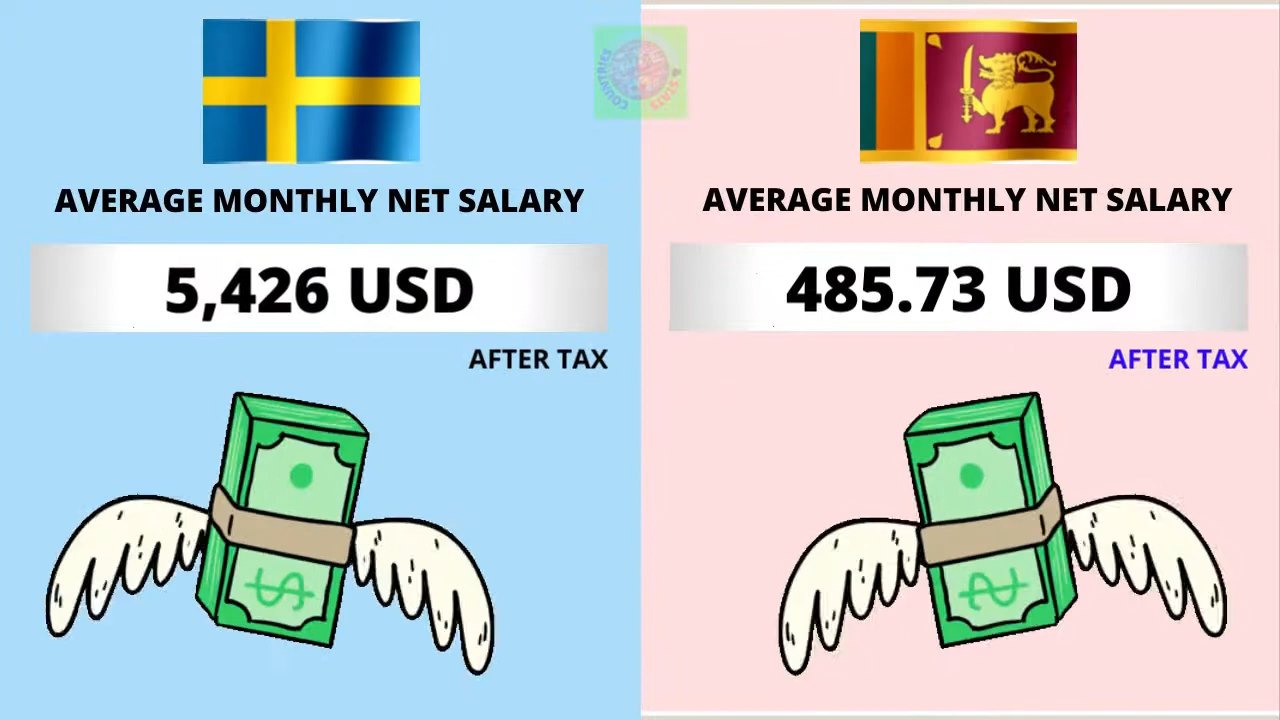 AVERAGE MONTHLY NET SALARY
5,426 USD
AFTER TAX
AVERAGE MONTHLY NET SALARY
485.73 USD
AFTER TAX